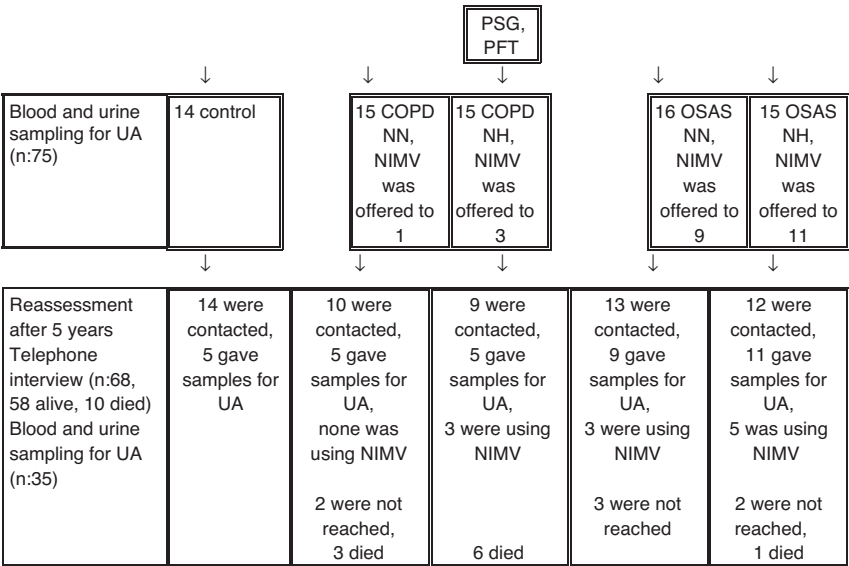 PSG,
PFT
↓ ↓ ↓ ↓ ↓
Blood and urine
sampling for UA
(n:75)
14 control
15 COPD
NN,
NIMV
was
offered to
1
15 COPD
NH,
NIMV
was
offered to
3
16 OSAS
NN,
NIMV
was
offered to
9
15 OSAS
NH,
NIMV
was
offered to
11
↓ ↓ ↓ ↓ ↓
Reassessment
after 5 years
Telephone
interview (n:68,
58 alive, 10 died)
Blood and urine
sampling for UA
(n:35)
14 were
contacted,
5 gave
samples for
UA
10 were
contacted,
5 gave
samples for
UA,
none was
using NIMV
2 were not
reached,
3 died
9 were
contacted,
5 gave
samples for
UA,
3 were using
NIMV
6 died
13 were
contacted,
9 gave
samples for
UA,
3 were using
NIMV
3 were not
reached
12 were
contacted,
11 gave
samples for
UA,
5 was using
NIMV
2 were not
reached,
1 died